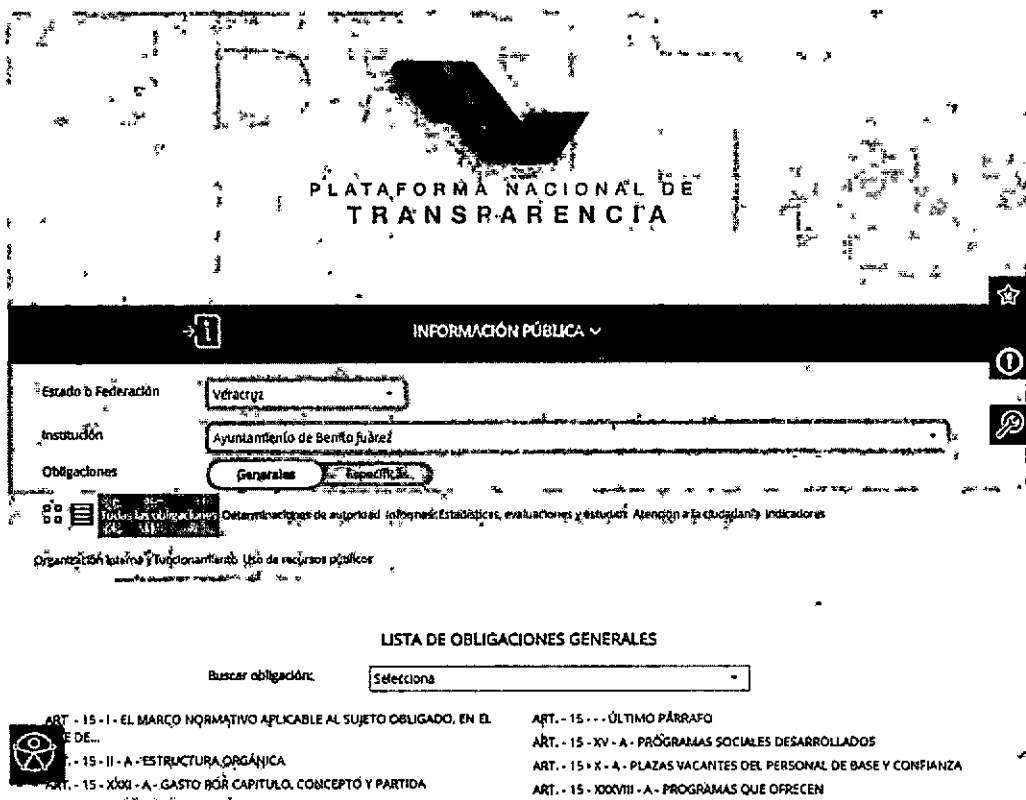 PLATAFORMA NACIONAL DE
TRANSPARENCIA
INFORMACIÓN PÚBLICA
Estado o Federación
Veracruz
Institución
Ayuntamiento de Benito Juárez
Obligaciones
Generales
Específicas
Todas las obligaciones Determinaciones de autoridad Informes Estadísticas, evaluaciones y estudios Atención a la ciudadanía Indicadores
Organización interna y funcionamiento Uso de recursos públicos
LISTA DE OBLIGACIONES GENERALES
Buscar obligación:
Selecciona
ART. - 15 - I - EL MARCO NORMATIVO APLICABLE AL SUJETO OBLIGADO, EN EL
DE...
ART. - 15 - - - ÚLTIMO PÁRRAFO
ART. - 15 - XV - A - PROGRAMAS SOCIALES DESARROLLADOS
T. - 15 - II - A - ESTRUCTURA ORGÁNICA
ART. - 15 - X - A - PLAZAS VACANTES DEL PERSONAL DE BASE Y CONFIANZA
ART. - 15 - XXXI - A - GASTO POR CAPITULO, CONCEPTO Y PARTIDA
ART. - 15 - XXXVIII - A - PROGRAMAS QUE OFRECEN